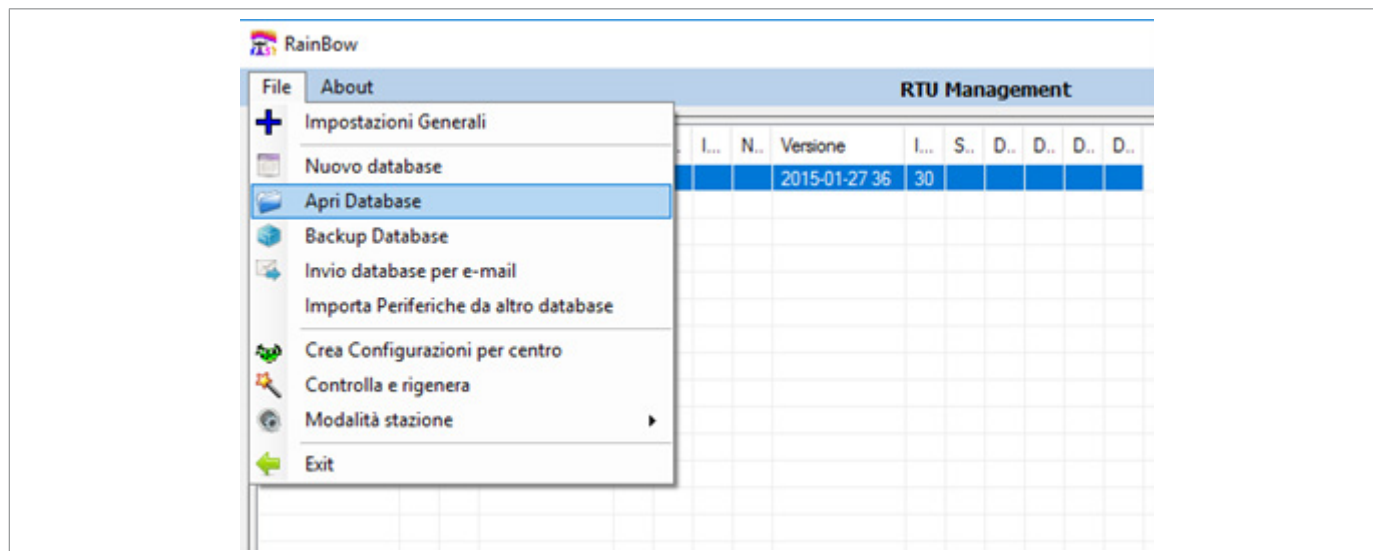 RainBow
File About RTU Management
Impostazioni Generali
. I... N.. Versione I... S.. D.. D.. D.. D..
Nuovo database
2015-01-27 36 30
Apri Database
Backup Database
Invio database per e-mail
Importa Periferiche da altro database
Crea Configurazioni per centro
Controlla e rigenera
Modalità stazione
Exit